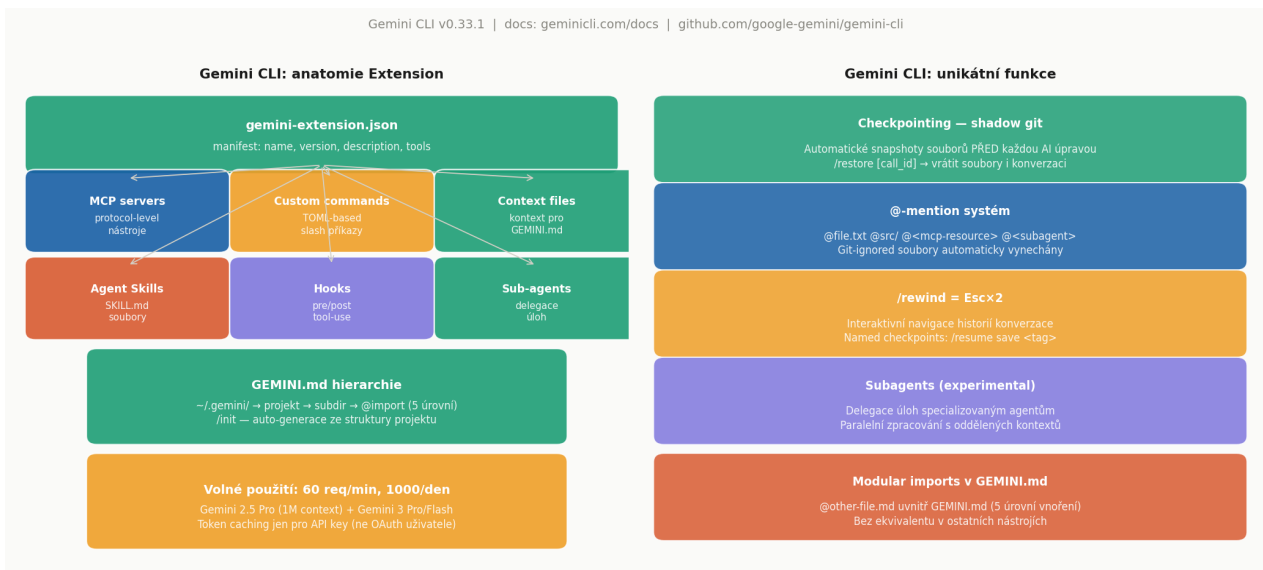 Gemini CLI v0.33.1 | docs: geminicli.com/docs | github.com/google-gemini/gemini-cli
Gemini CLI: anatomie Extension
gemini-extension.json
manifest: name, version, description, tools
MCP servers
protocol-level
nástroje
Custom commands
TOML-based
slash příkazy
Context files
kontext pro
GEMINI.md
Agent Skills
SKILL.md
soubory
Hooks
pre/post
tool-use
Sub-agents
delegace
úloh
GEMINI.md hierarchie
~/.gemini/ → projekt → subdir → @import (5 úrovní)
/init — auto-generace ze struktury projektu
Volné použití: 60 req/min, 1000/den
Gemini 2.5 Pro (1M context) + Gemini 3 Pro/Flash
Token caching jen pro API key (ne OAuth uživatele)
Gemini CLI: unikátní funkce
Checkpointing — shadow git
Automatické snapshoty souborů PŘED každou AI úpravou
/restore [call_id] → vrátit soubory i konverzaci
@-mention systém
@file.txt @src/ @<mcp-resource> @<subagent>
Git-ignored soubory automaticky vynechány
/rewind = Esc×2
Interaktivní navigace historií konverzace
Named checkpoints: /resume save <tag>
Subagents (experimental)
Delegace úloh specializovaným agentům
Paralelní zpracování s oddělených kontextů
Modular imports v GEMINI.md
@other-file.md uvnitř GEMINI.md (5 úrovní vnoření)
Bez ekvivalentu v ostatních nástrojích